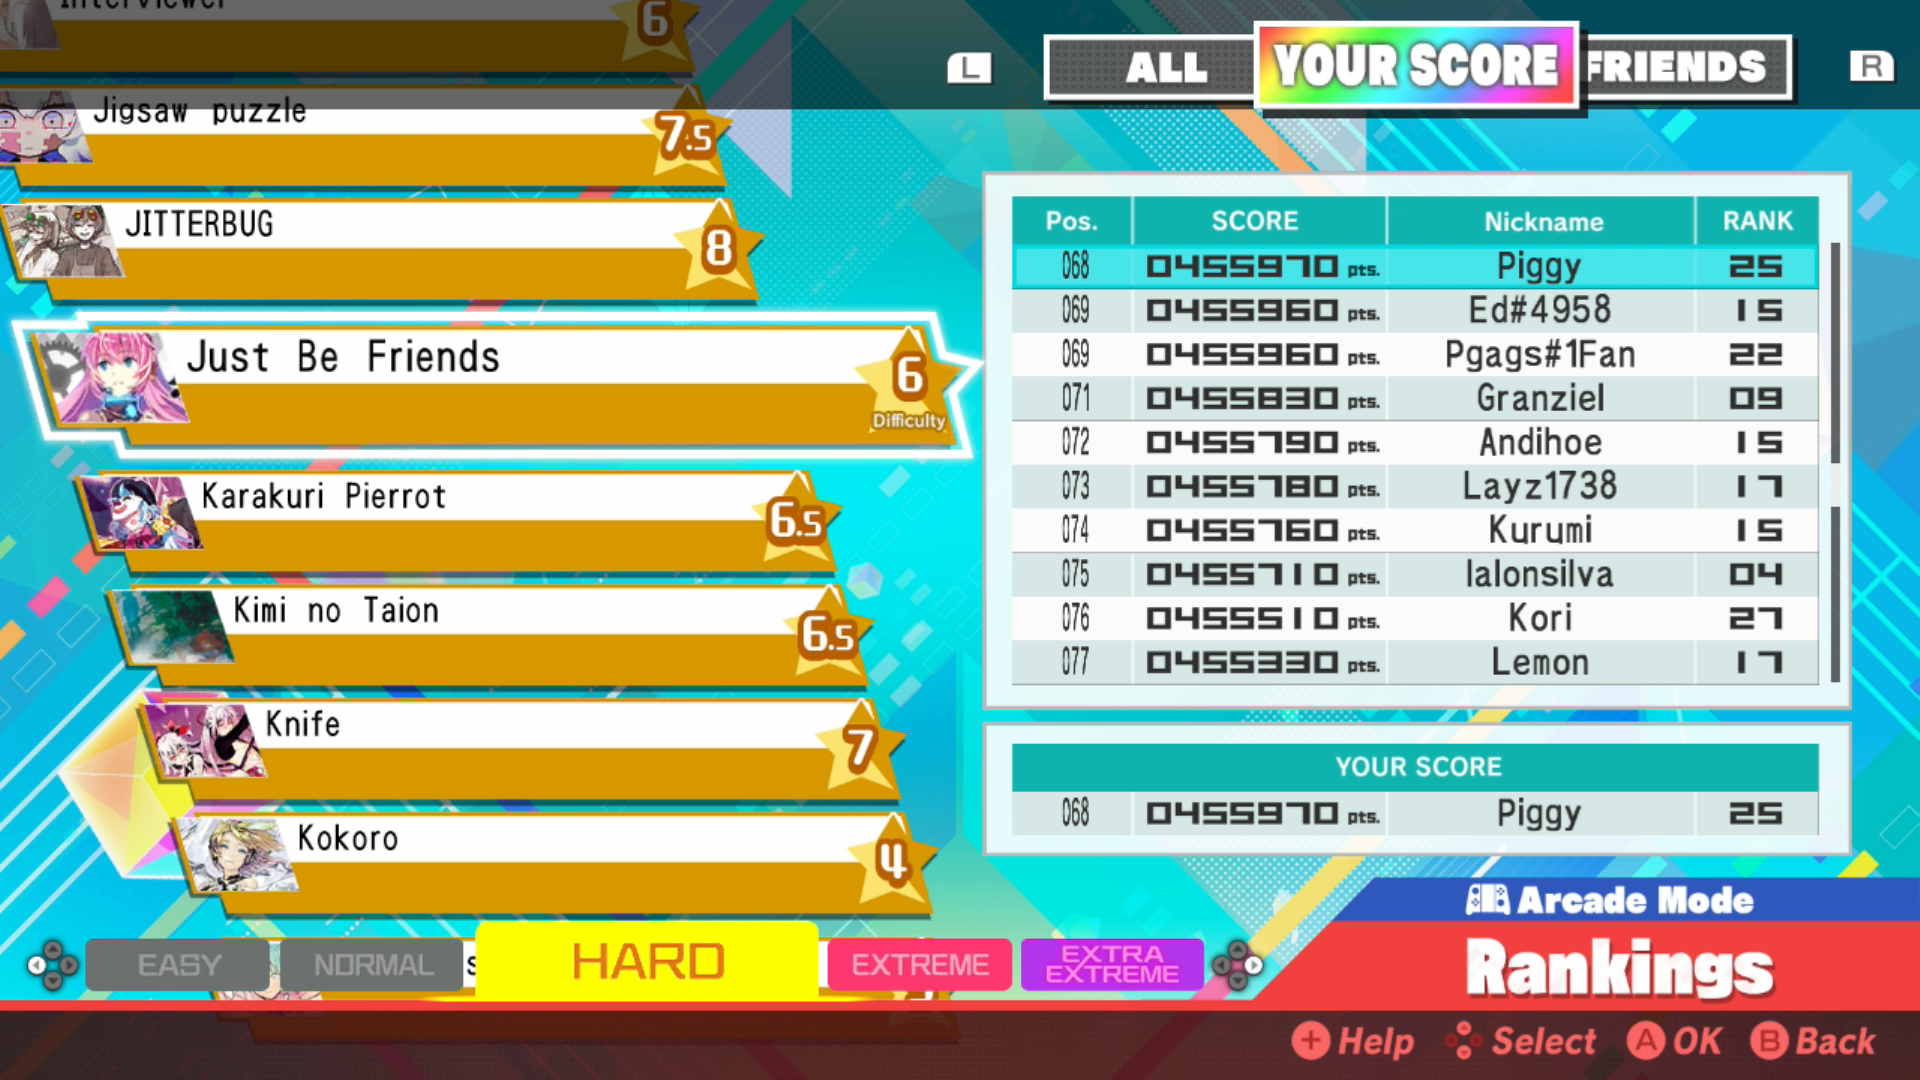 Interviewer
6
L
ALL
YOUR SCORE
FRIENDS
R
Jigsaw puzzle
7.5
JITTERBUG
8
Just Be Friends
6
Difficulty
Karakuri Pierrot
6.5
Kimi no Taion
6.5
Knife
7
Kokoro
4
Pos. SCORE Nickname RANK
068 0455970 pts. Piggy 25
069 0455960 pts. Ed#4958 15
069 0455960 pts. Pgags#1Fan 22
071 0455830 pts. Granziel 09
072 0455790 pts. Andihoe 15
073 0455780 pts. Layz1738 17
074 0455760 pts. Kurumi 15
075 0455710 pts. lalonsilva 04
076 0455510 pts. Kori 27
077 0455330 pts. Lemon 17
YOUR SCORE
068 0455970 pts. Piggy 25
Arcade Mode
Rankings
EASY
NORMAL
HARD
EXTREME
EXTRA
EXTREME
+ Help
Select
A OK
B Back